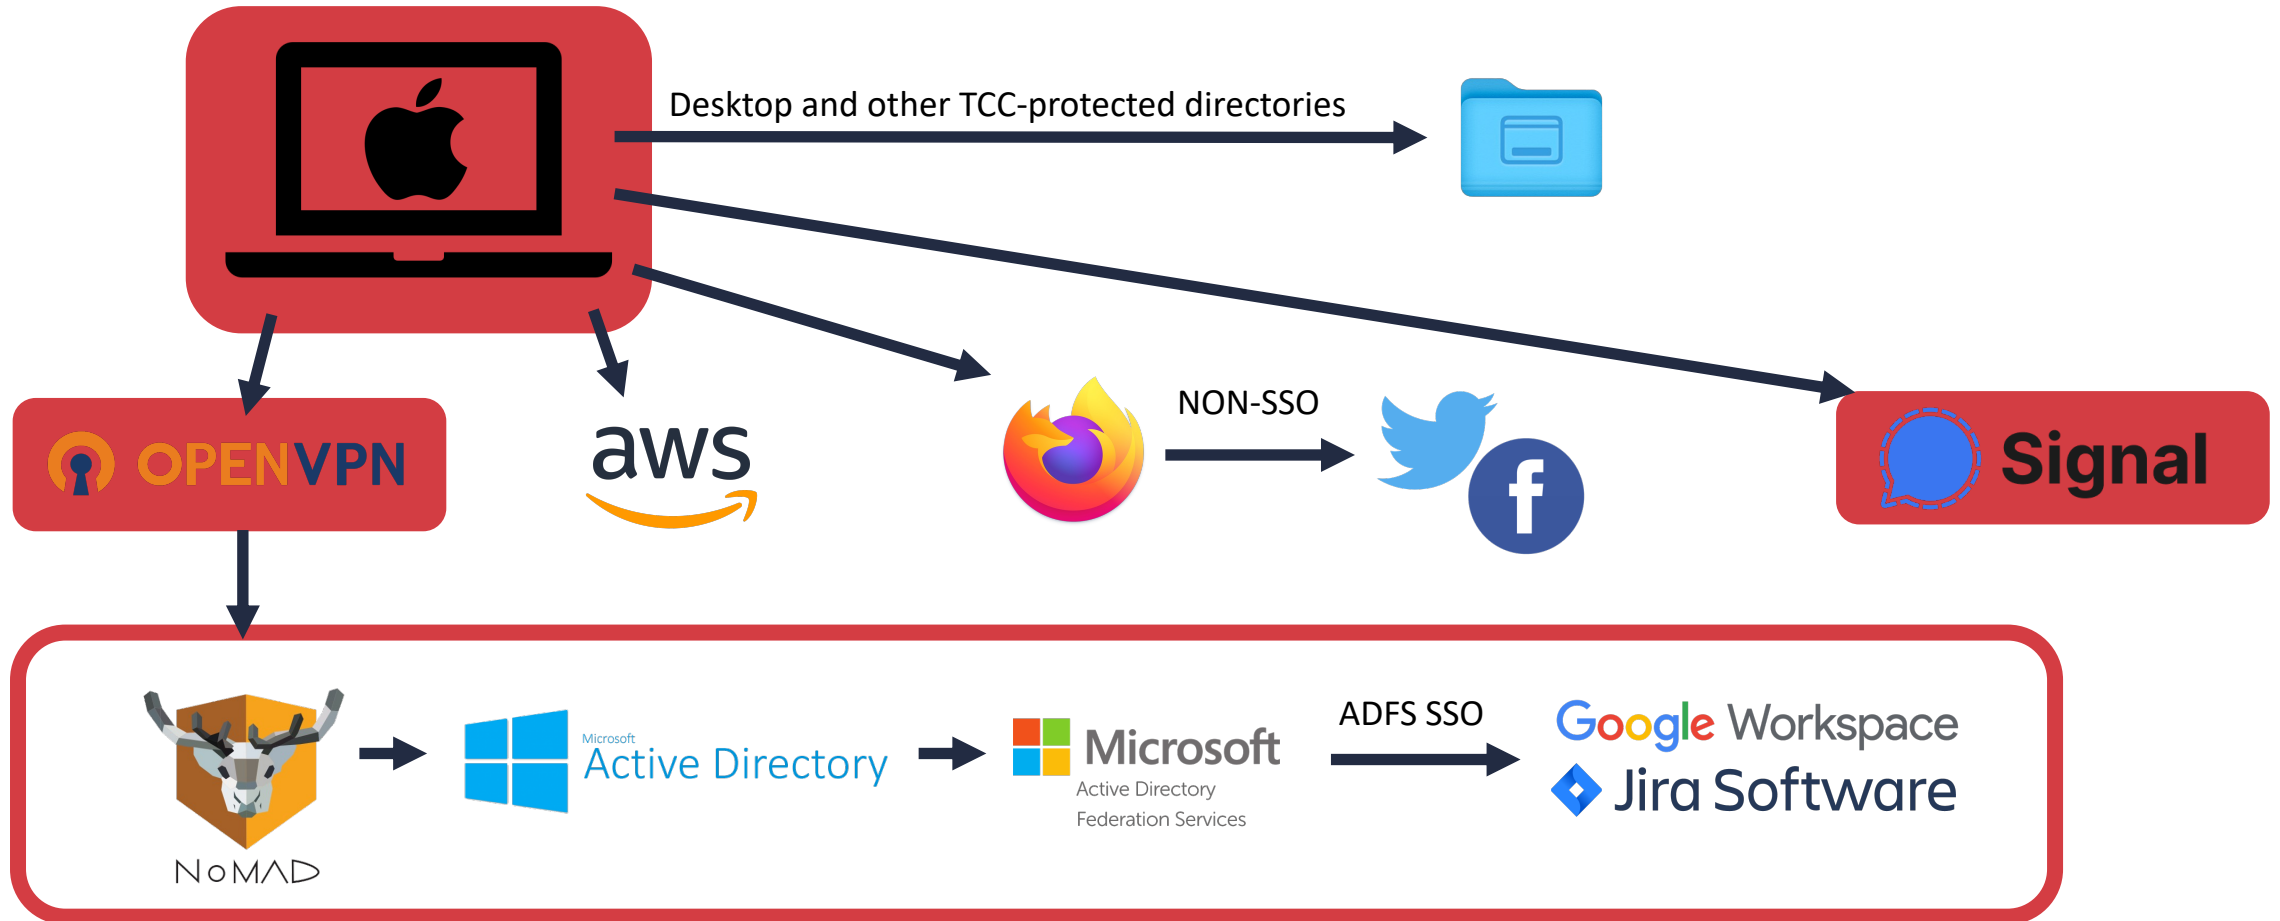 Desktop and other TCC-protected directories
NON-SSO
OPENVPN
aws
f
Signal
ADFS SSO
Microsoft
Active Directory
Microsoft
Active Directory
Federation Services
Google Workspace
Jira Software
NoMAD